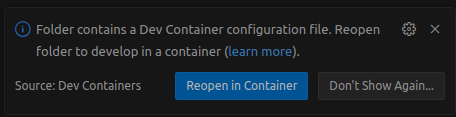 Folder contains a Dev Container configuration file. Reopen
folder to develop in a container (learn more).
Source: Dev Containers
Reopen in Container
Don't Show Again...